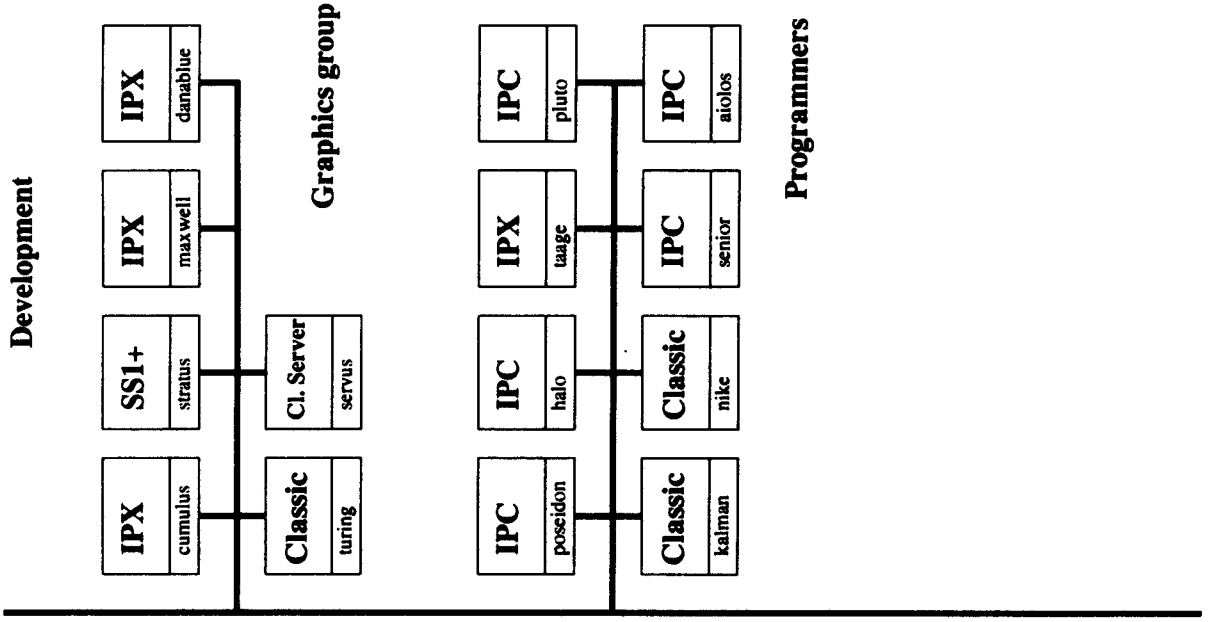 Development
IPX
cumulus
SS1+
stratus
IPX
maxwell
IPX
danablue
Classic
turing
Cl. Server
servus
Graphics group
IPC
poseidon
IPC
halo
IPX
taage
IPC
pluto
Classic
kalman
Classic
nike
IPC
senior
IPC
aiolos
Programmers